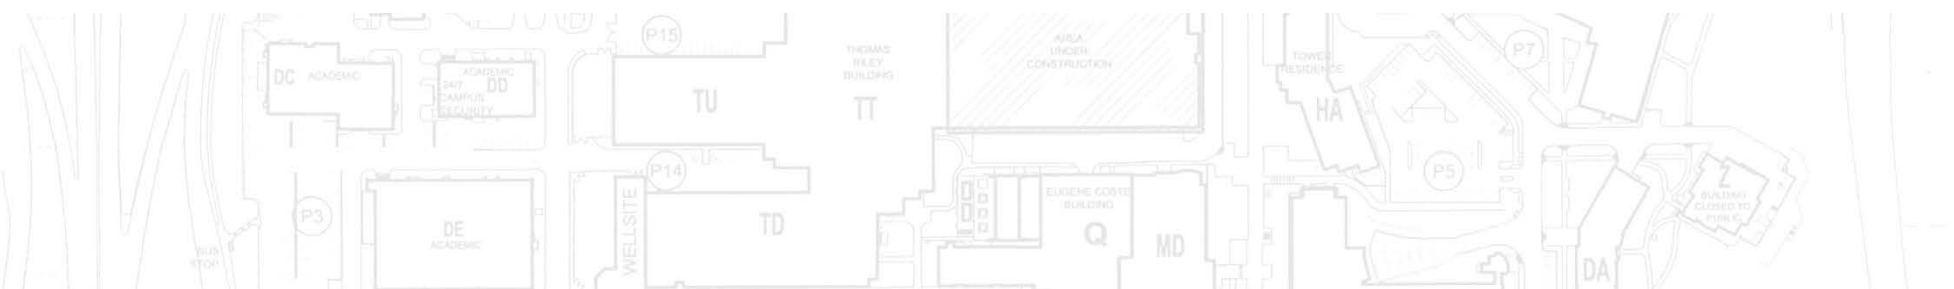 P15
P7
THOMAS
RILEY
BUILDING
AREA
UNDER
CONSTRUCTION
TOWER
RESIDENCE
DC
ACADEMIC
ACADEMIC
24/7
DD
CAMPUS
SECURITY
TU
TT
HA
P14
P5
P3
WELLSITE
EUGENE COSTE
BUILDING
Z
BUILDING
CLOSED TO
PUBLIC
DE
ACADEMIC
TD
Q
MD
BUS
STOP
DA